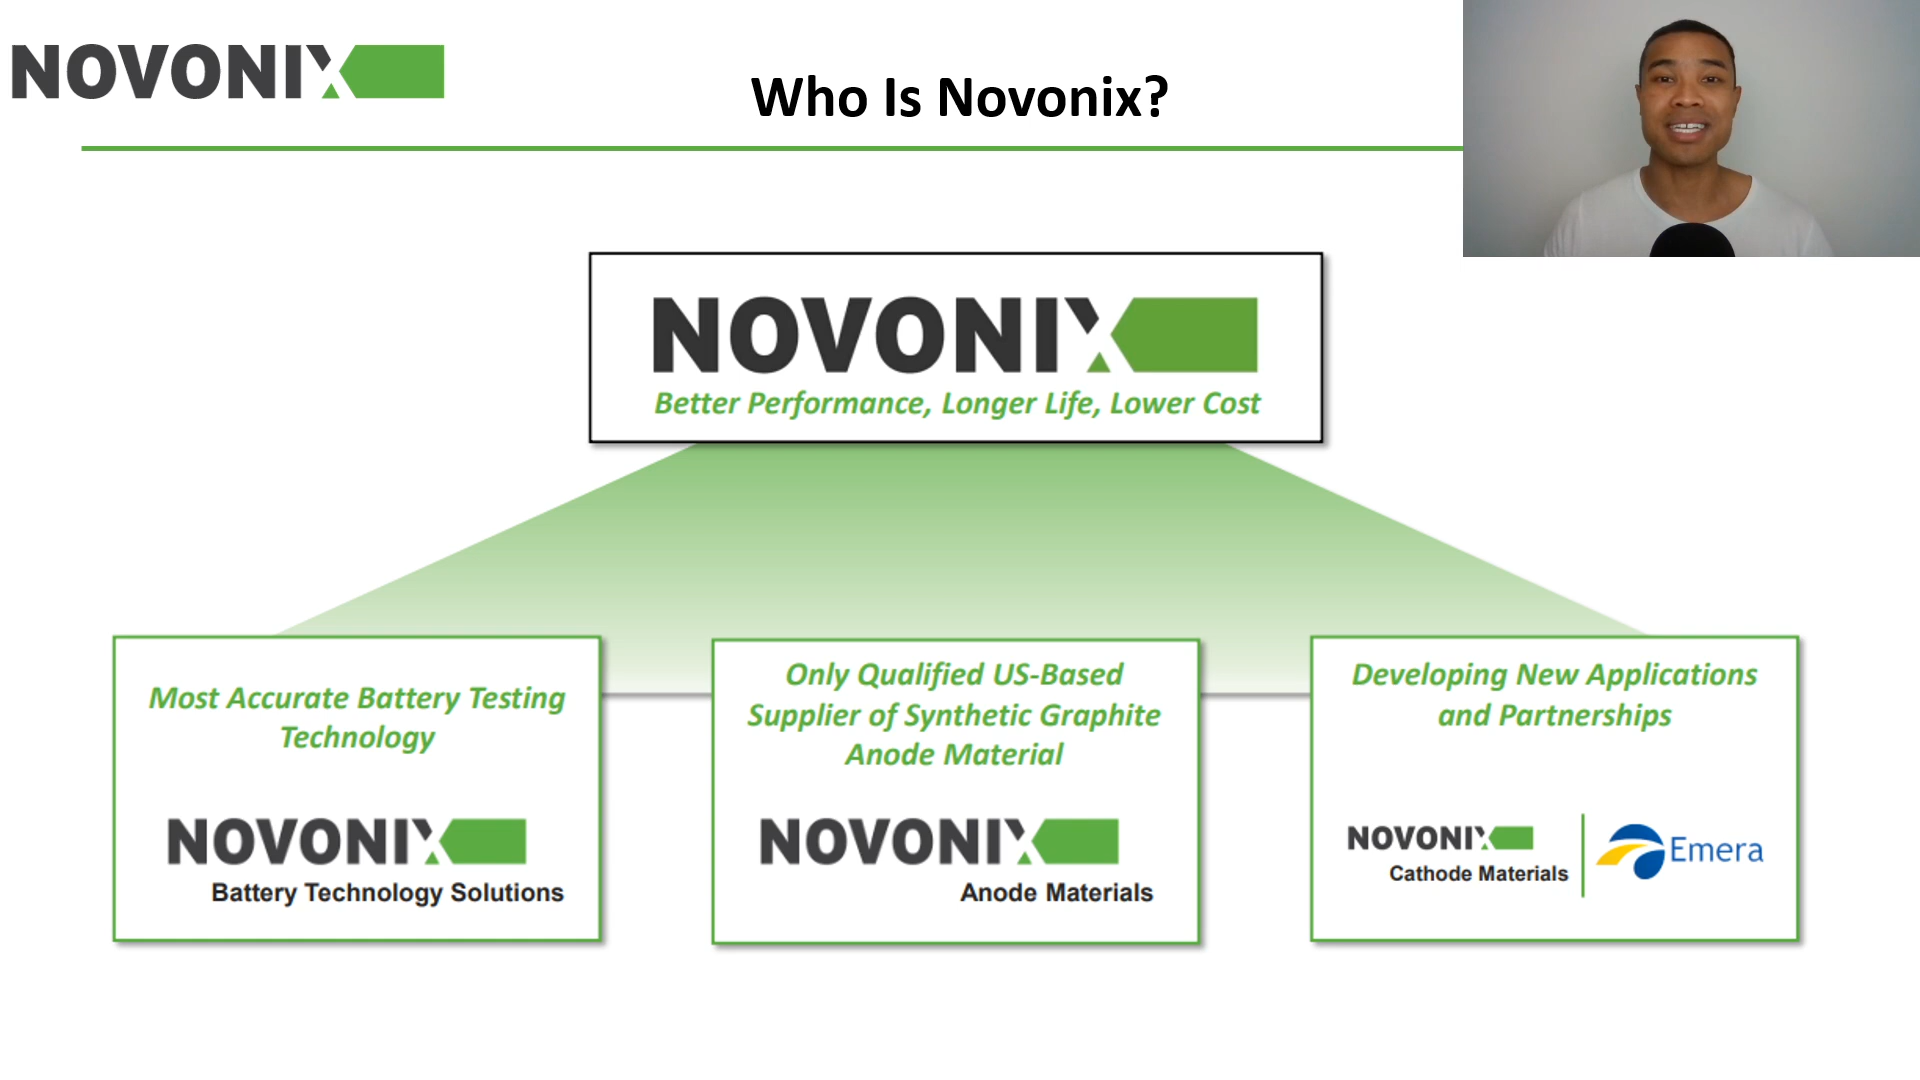 NOVONIX
Who Is Novonix?
NOVONIX
Better Performance, Longer Life, Lower Cost
Most Accurate Battery Testing
Technology
NOVONIX
Battery Technology Solutions
Only Qualified US-Based
Supplier of Synthetic Graphite
Anode Material
NOVONIX
Anode Materials
Developing New Applications
and Partnerships
NOVONIX
Cathode Materials
Emera